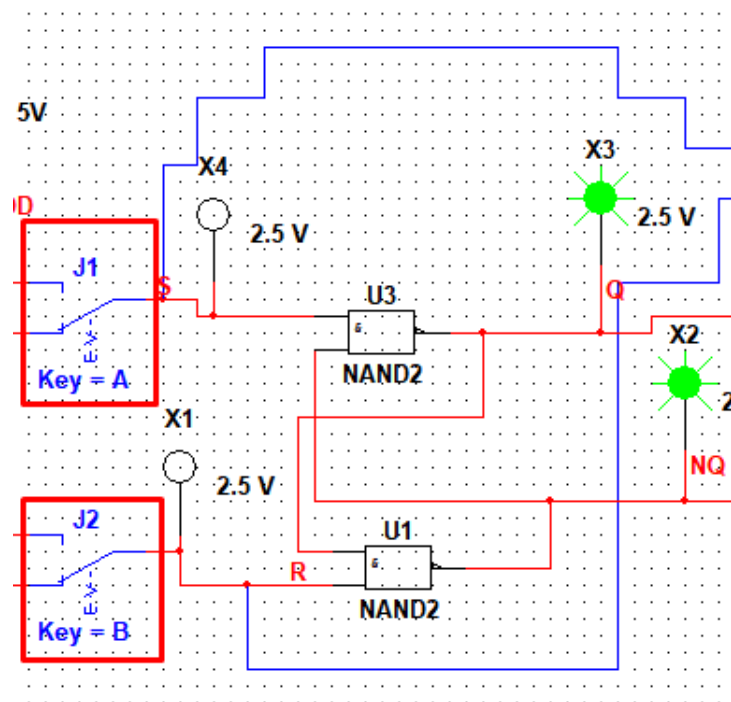 5V
X4
X3
2.5 V
2.5 V
J1
S
U3
Q
&
X2
Key = A
NAND2
X1
2.5 V
NQ
J2
U1
R
&
NAND2
Key = B